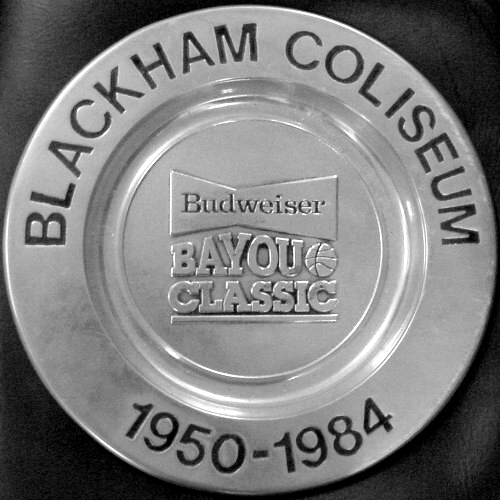 BLACKHAM COLISEUM
Budweiser
BAYOU
CLASSIC
1950-1984